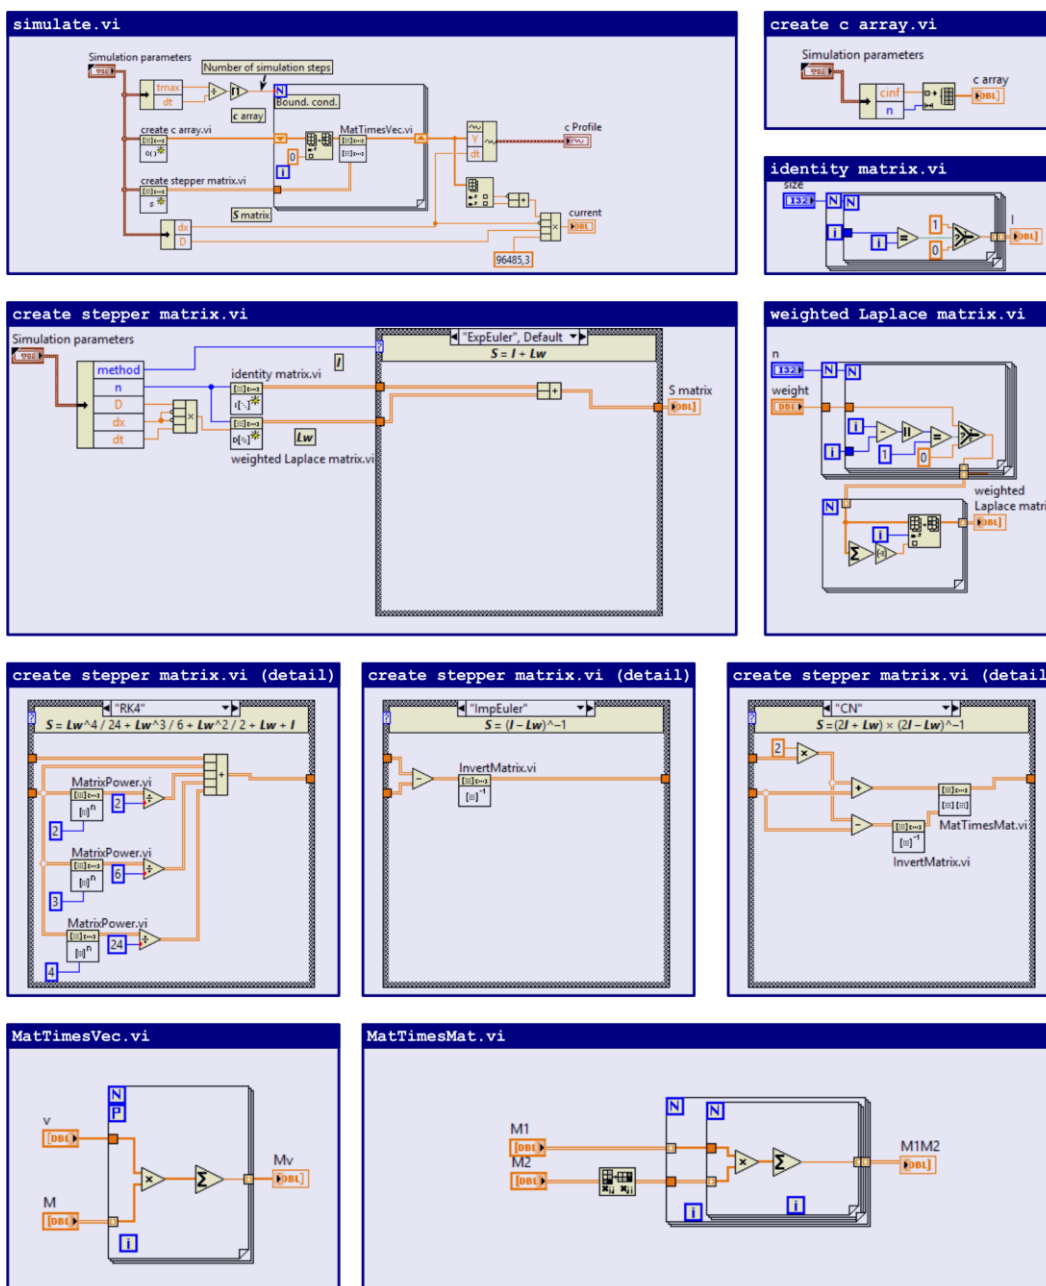 simulate.vi
Simulation parameters
Number of simulation steps
tmax
dt
N
Bound. cond.
c array
create c array.vi
c( )
MatTimesVec.vi
0
i
Y
dt
c Profile
create stepper matrix.vi
S
S matrix
dx
D
current
DBL
96485,3
create c array.vi
Simulation parameters
cinf
n
c array
DBL
identity matrix.vi
size
I32
N
N
i
i
=
1
0
I
DBL
create stepper matrix.vi
Simulation parameters
method
n
D
dx
dt
I
identity matrix.vi
Lw
weighted Laplace matrix.vi
"ExpEuler", Default
S = I + Lw
S matrix
DBL
weighted Laplace matrix.vi
n
I32
N
N
weight
DBL
i
i
1
=
0
N
i
Σ
weighted
Laplace matri
DBL
create stepper matrix.vi (detail)
"RK4"
S = Lw^4 / 24 + Lw^3 / 6 + Lw^2 / 2 + Lw + I
MatrixPower.vi
2
2
MatrixPower.vi
6
3
MatrixPower.vi
24
4
create stepper matrix.vi (detail)
"ImpEuler"
S = (I − Lw)^−1
InvertMatrix.vi
create stepper matrix.vi (detail
"CN"
S =(2I + Lw) × (2I − Lw)^−1
2
MatTimesMat.vi
InvertMatrix.vi
MatTimesVec.vi
N
P
v
DBL
M
DBL
i
Σ
Mv
DBL
MatTimesMat.vi
M1
DBL
M2
DBL
N
N
i
i
Σ
M1M2
DBL